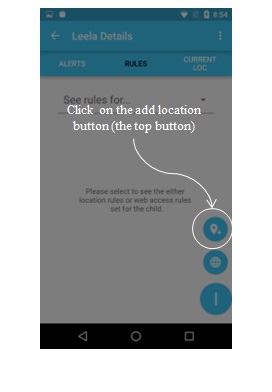 8:54
Leela Details
ALERTS
RULES
CURRENT
LOC
See rules for...
Click on the add location
button (the top button)
Please select to see the either
location rules or web access rules
set for the child.